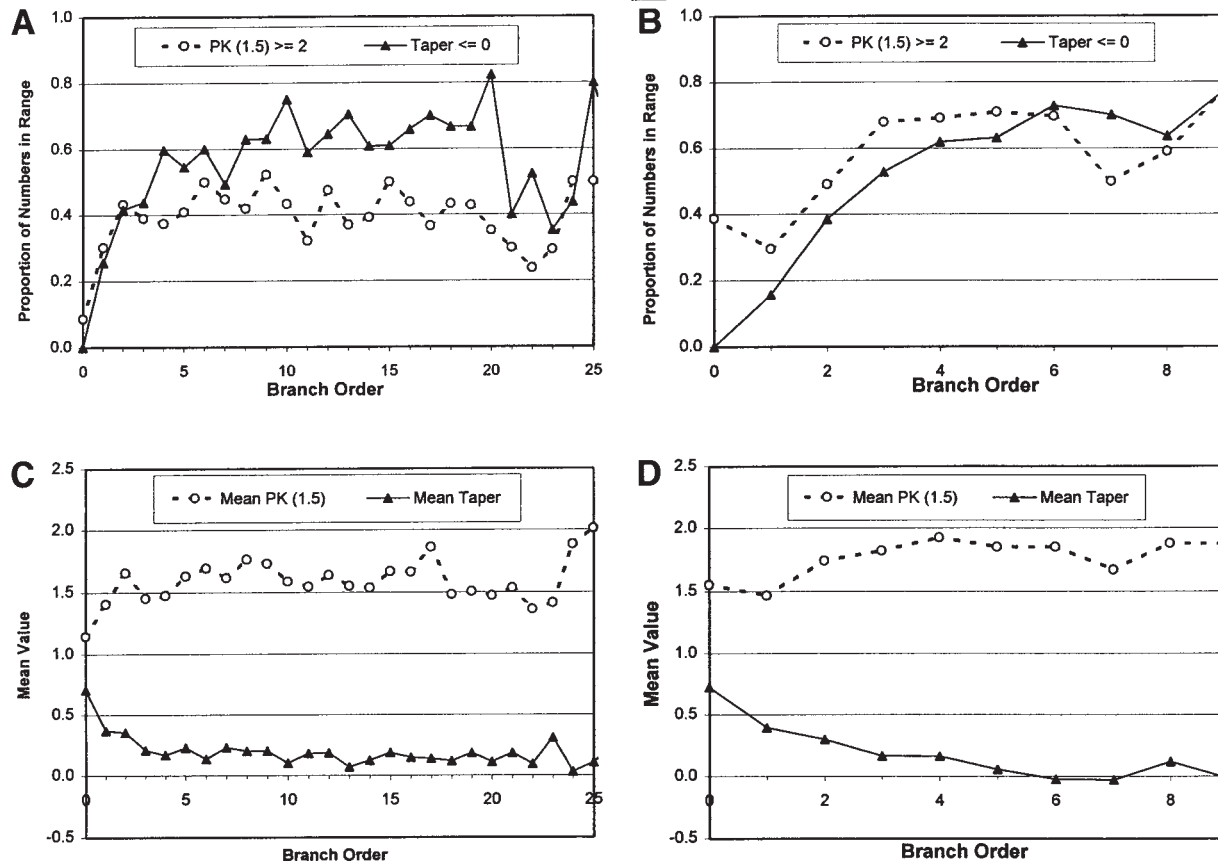 A
PK (1.5) >= 2 Taper <= 0
Proportion of Numbers in Range
1.0
0.8
0.6
0.4
0.2
0.0
0 5 10 15 20 25
Branch Order
B
PK (1.5) >= 2 Taper <= 0
Proportion of Numbers in Range
1.0
0.8
0.6
0.4
0.2
0.0
0 2 4 6 8
Branch Order
C
Mean PK (1.5) Mean Taper
Mean Value
2.5
2.0
1.5
1.0
0.5
0.0
-0.5
0 5 10 15 20 25
Branch Order
D
Mean PK (1.5) Mean Taper
Mean Value
2.5
2.0
1.5
1.0
0.5
0.0
-0.5
0 2 4 6 8
Branch Order